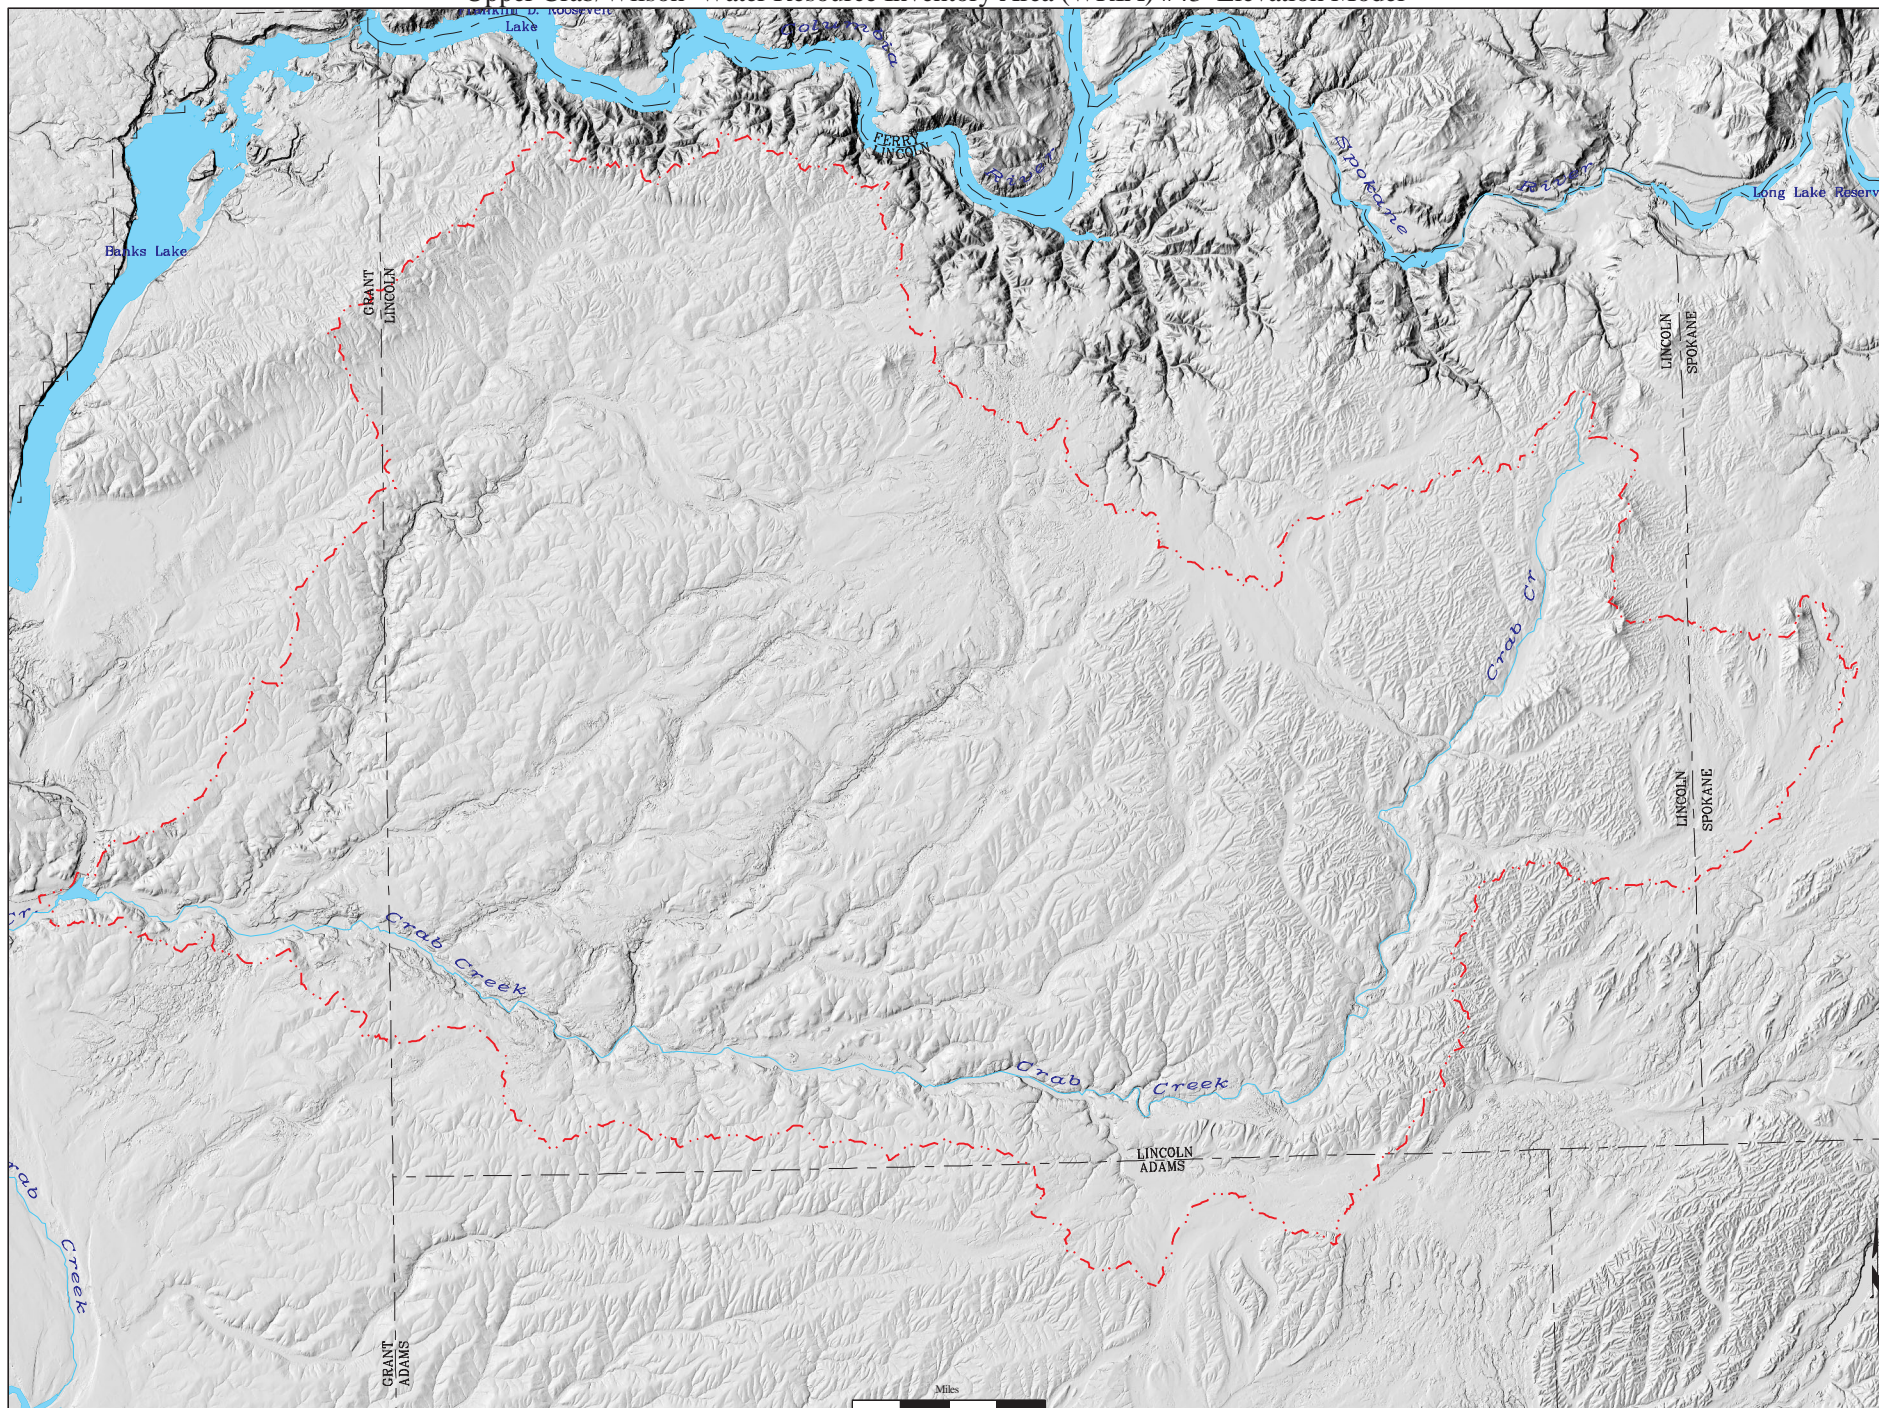 Lake
Columbia
FERRY
LINCOLN
River
Spokane
River
Long Lake Reserv
Banks Lake
GRANT
LINCOLN
LINCOLN
SPOKANE
Crab Cr
LINCOLN
SPOKANE
Cr
Crab
Creek
Crab
Creek
LINCOLN
ADAMS
Creek
GRANT
ADAMS
Miles